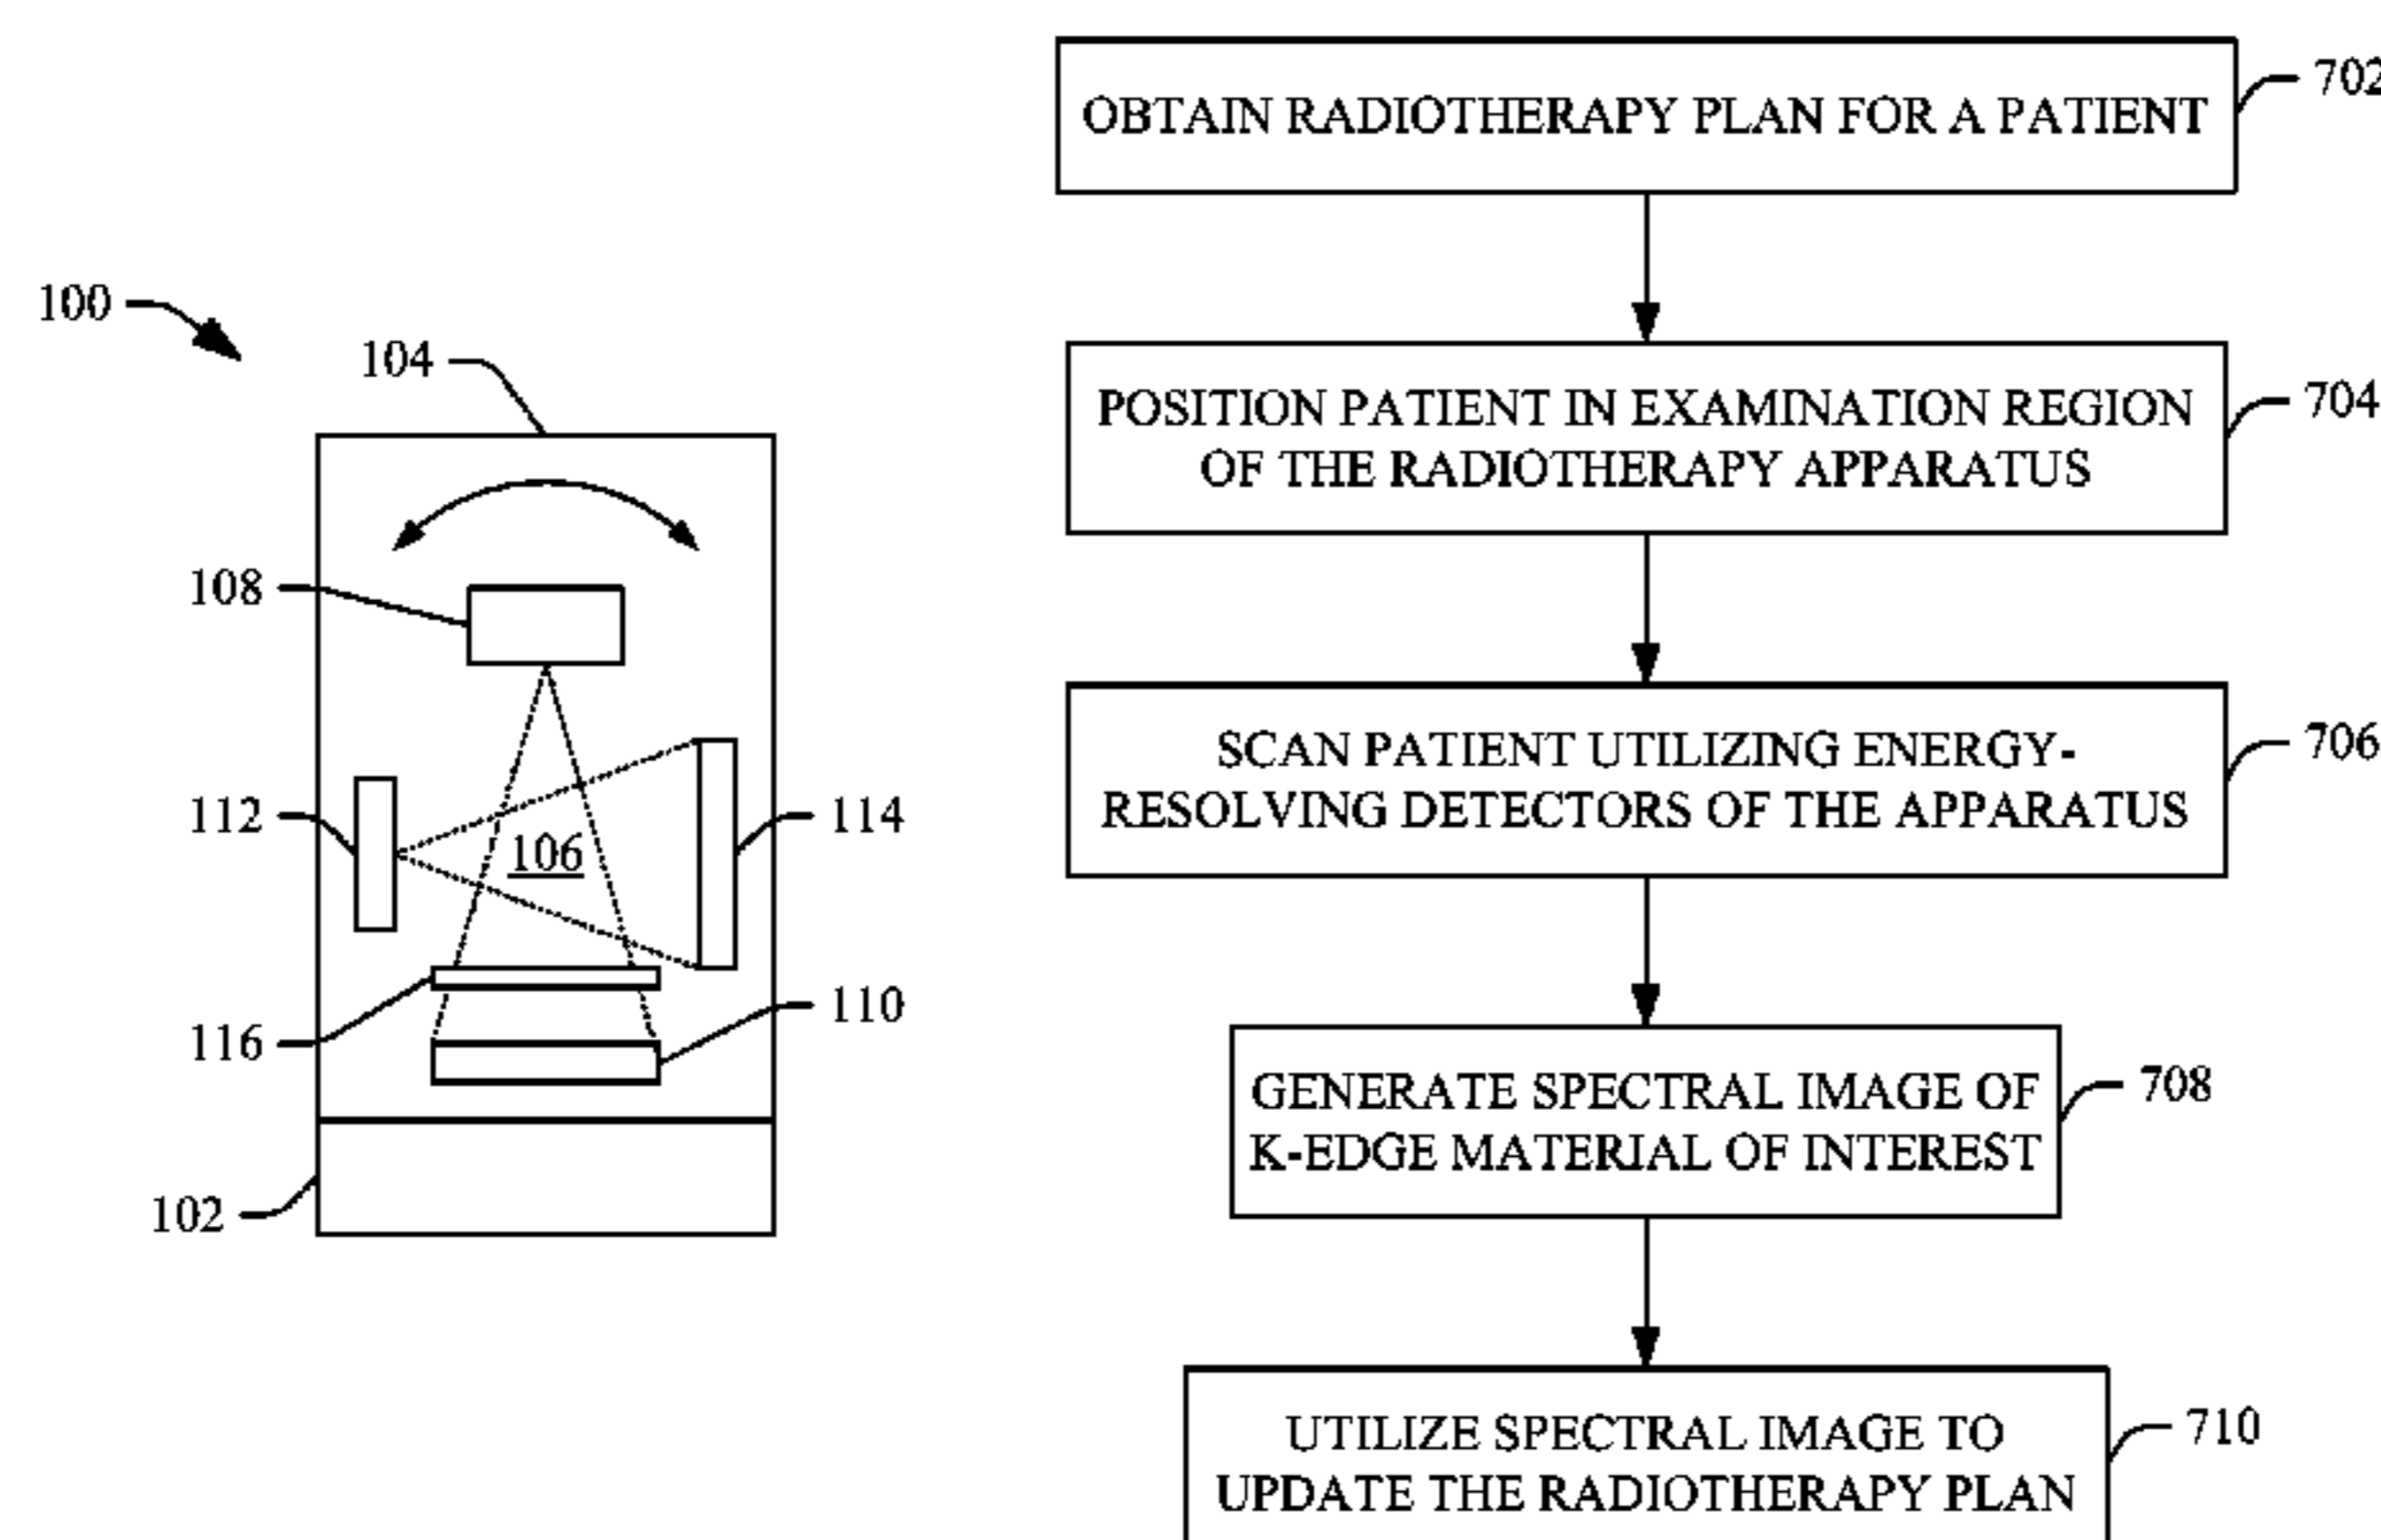 100
104
108
112
106
114
116
110
102
OBTAIN RADIOTHERAPY PLAN FOR A PATIENT
702
POSITION PATIENT IN EXAMINATION REGION
OF THE RADIOTHERAPY APPARATUS
704
SCAN PATIENT UTILIZING ENERGY-
RESOLVING DETECTORS OF THE APPARATUS
706
GENERATE SPECTRAL IMAGE OF
K-EDGE MATERIAL OF INTEREST
708
UTILIZE SPECTRAL IMAGE TO
UPDATE THE RADIOTHERAPY PLAN
710